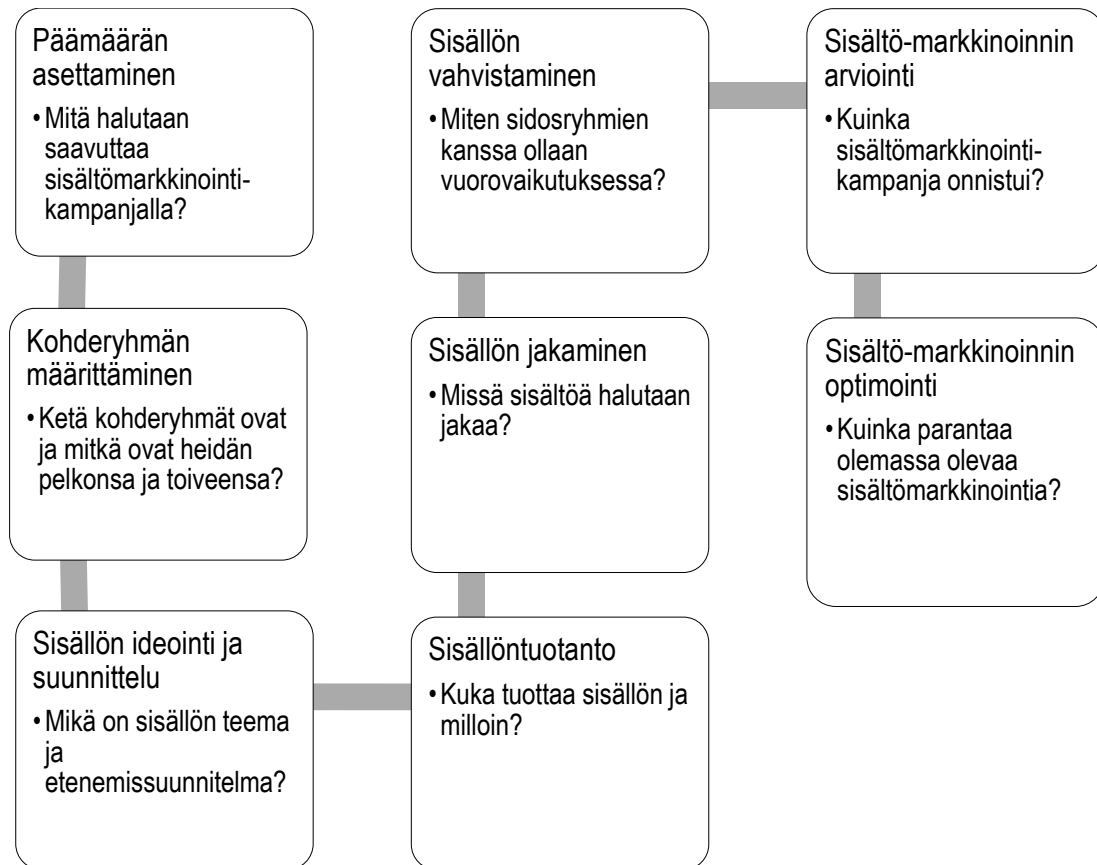 Päämäärän
asettaminen
• Mitä halutaan
saavuttaa
sisältömarkkinointi-
kampanjalla?
Kohderyhmän
määrittäminen
• Ketä kohderyhmät ovat
ja mitkä ovat heidän
pelkonsa ja toiveensa?
Sisällön ideointi ja
suunnittelu
• Mikä on sisällön teema
ja
etenemissuunnitelma?
Sisällöntuotanto
• Kuka tuottaa sisällön ja
milloin?
Sisällön jakaminen
• Missä sisältöä halutaan
jakaa?
Sisällön
vahvistaminen
• Miten sidosryhmien
kanssa ollaan
vuorovaikutuksessa?
Sisältö-markkinoinnin
arviointi
• Kuinka
sisältömarkkinointi-
kampanja onnistui?
Sisältö-markkinoinnin
optimointi
• Kuinka parantaa
olemassa olevaa
sisältömarkkinointia?